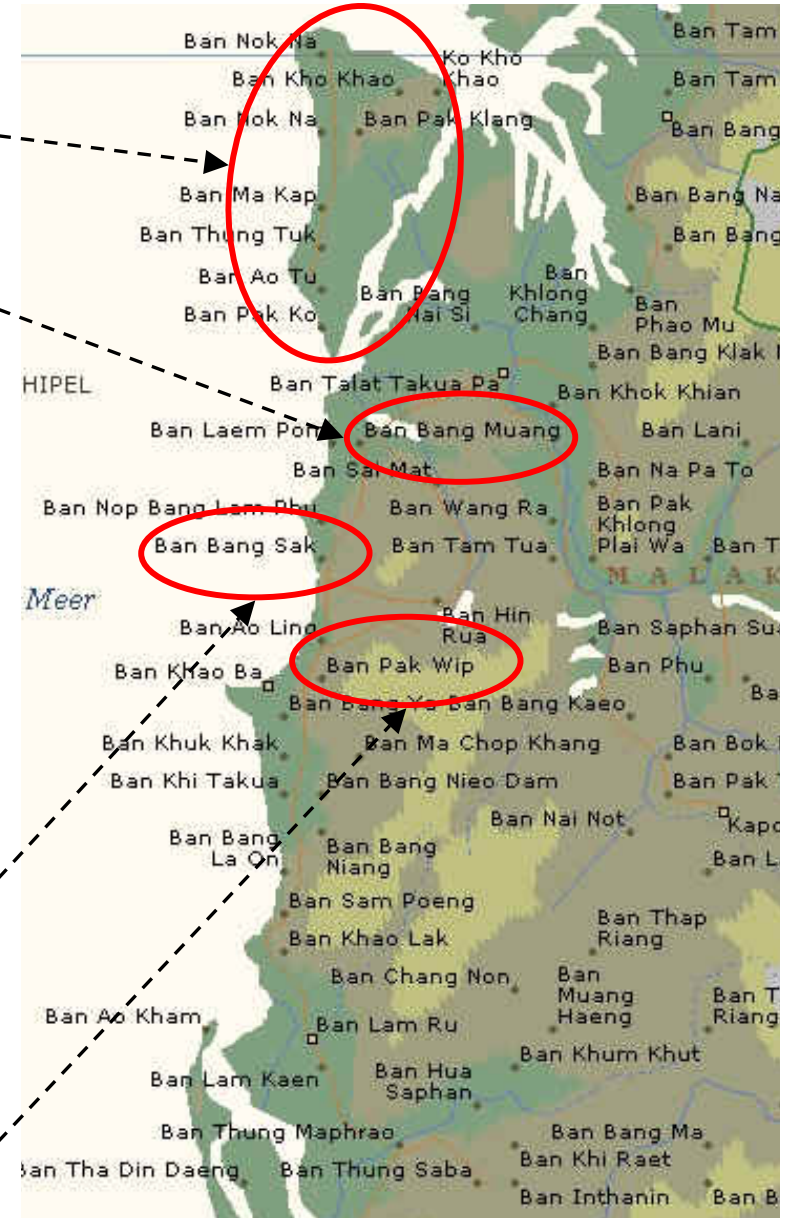 Ban Nok Na
Ban Tam
Ko Kho
Khao
Ban Kho Khao
Ban Tam
Ban Nok Na
Ban Pak Klang
Ban Bang
Ban Ma Kap
Ban Bang Na
Ban Thung Tuk
Ban Bang
Ban Ao Tu
Ban Bang
Nai Si
Ban
Khlong
Chang
Ban
Phao Mu
Ban Pak Ko
Ban Bang Klak
HIPEL
Ban Talat Takua Pa
Ban Khok Khian
Ban Laem Pon
Ban Bang Muang
Ban Lani
Ban Sai Mat
Ban Na Pa To
Ban Nop Bang Lam Phu
Ban Wang Ra
Ban Pak
Khlong
Plai Wa
Ban Bang Sak
Ban Tam Tua
Ban T
MALAK
Meer
Ban Hin
Rua
Ban Ao Ling
Ban Saphan Su
Ban Khao Ba
Ban Pak Wip
Ban Phu
Ba
Ban Bang Ya
Ban Bang Kaeo
Ban Khuk Khak
Ban Ma Chop Khang
Ban Bok
Ban Khi Takua
Ban Bang Nieo Dam
Ban Pak
Ban Nai Not
Kapo
Ban Bang
La On
Ban Bang
Niang
Ban L
Ban Sam Poeng
Ban Thap
Riang
Ban Khao Lak
Ban Chang Non
Ban
Muang
Haeng
Ban T
Riang
Ban Ao Kham
Ban Lam Ru
Ban Khum Khut
Ban Lam Kaen
Ban Hua
Saphan
Ban Thung Maphrao
Ban Bang Ma
Ban Khi Raet
Ban Tha Din Daeng
Ban Thung Saba
Ban Inthanin
Ban B